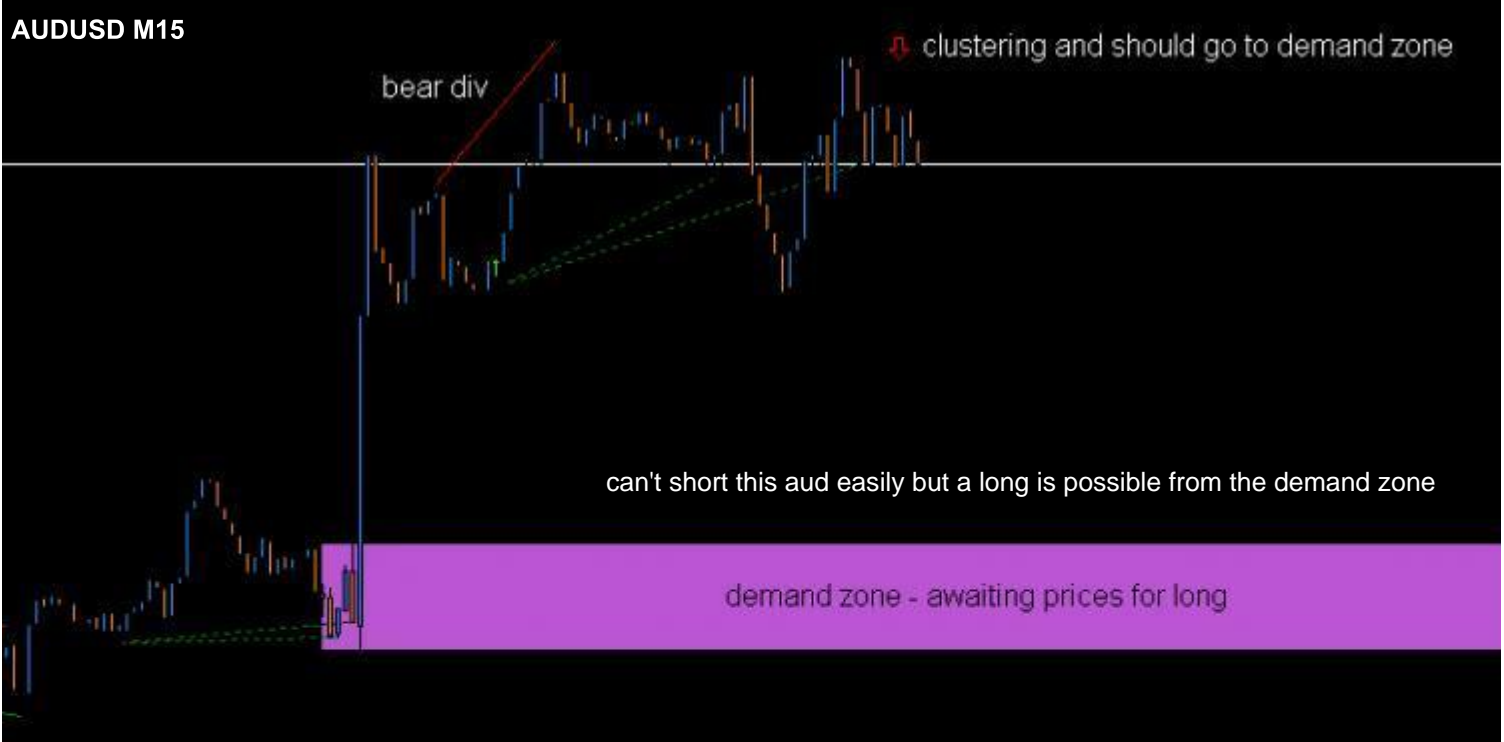 AUDUSD M15
clustering and should go to demand zone
bear div
can't short this aud easily but a long is possible from the demand zone
demand zone - awaiting prices for long